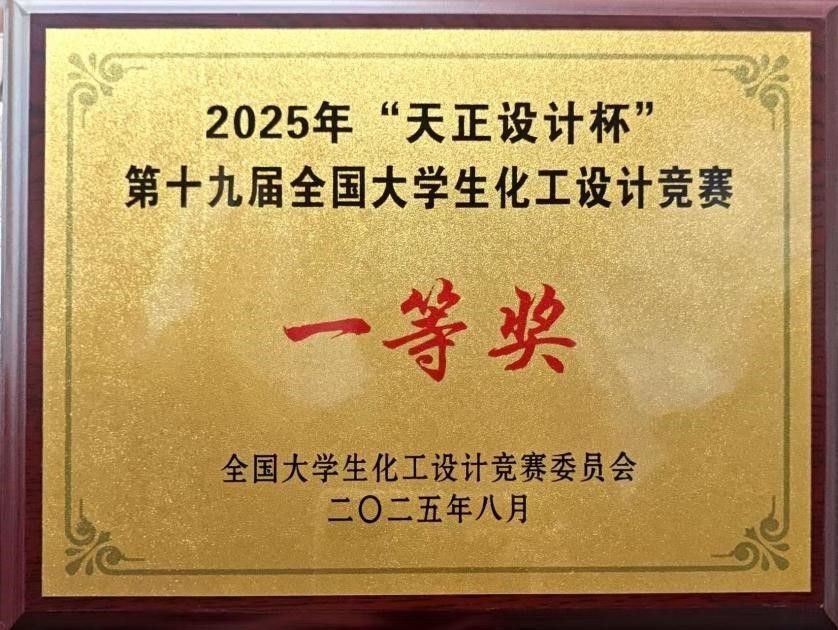 2025年“天正设计杯”
第十九届全国大学生化工设计竞赛
一等奖
全国大学生化工设计竞赛委员会
二〇二五年八月